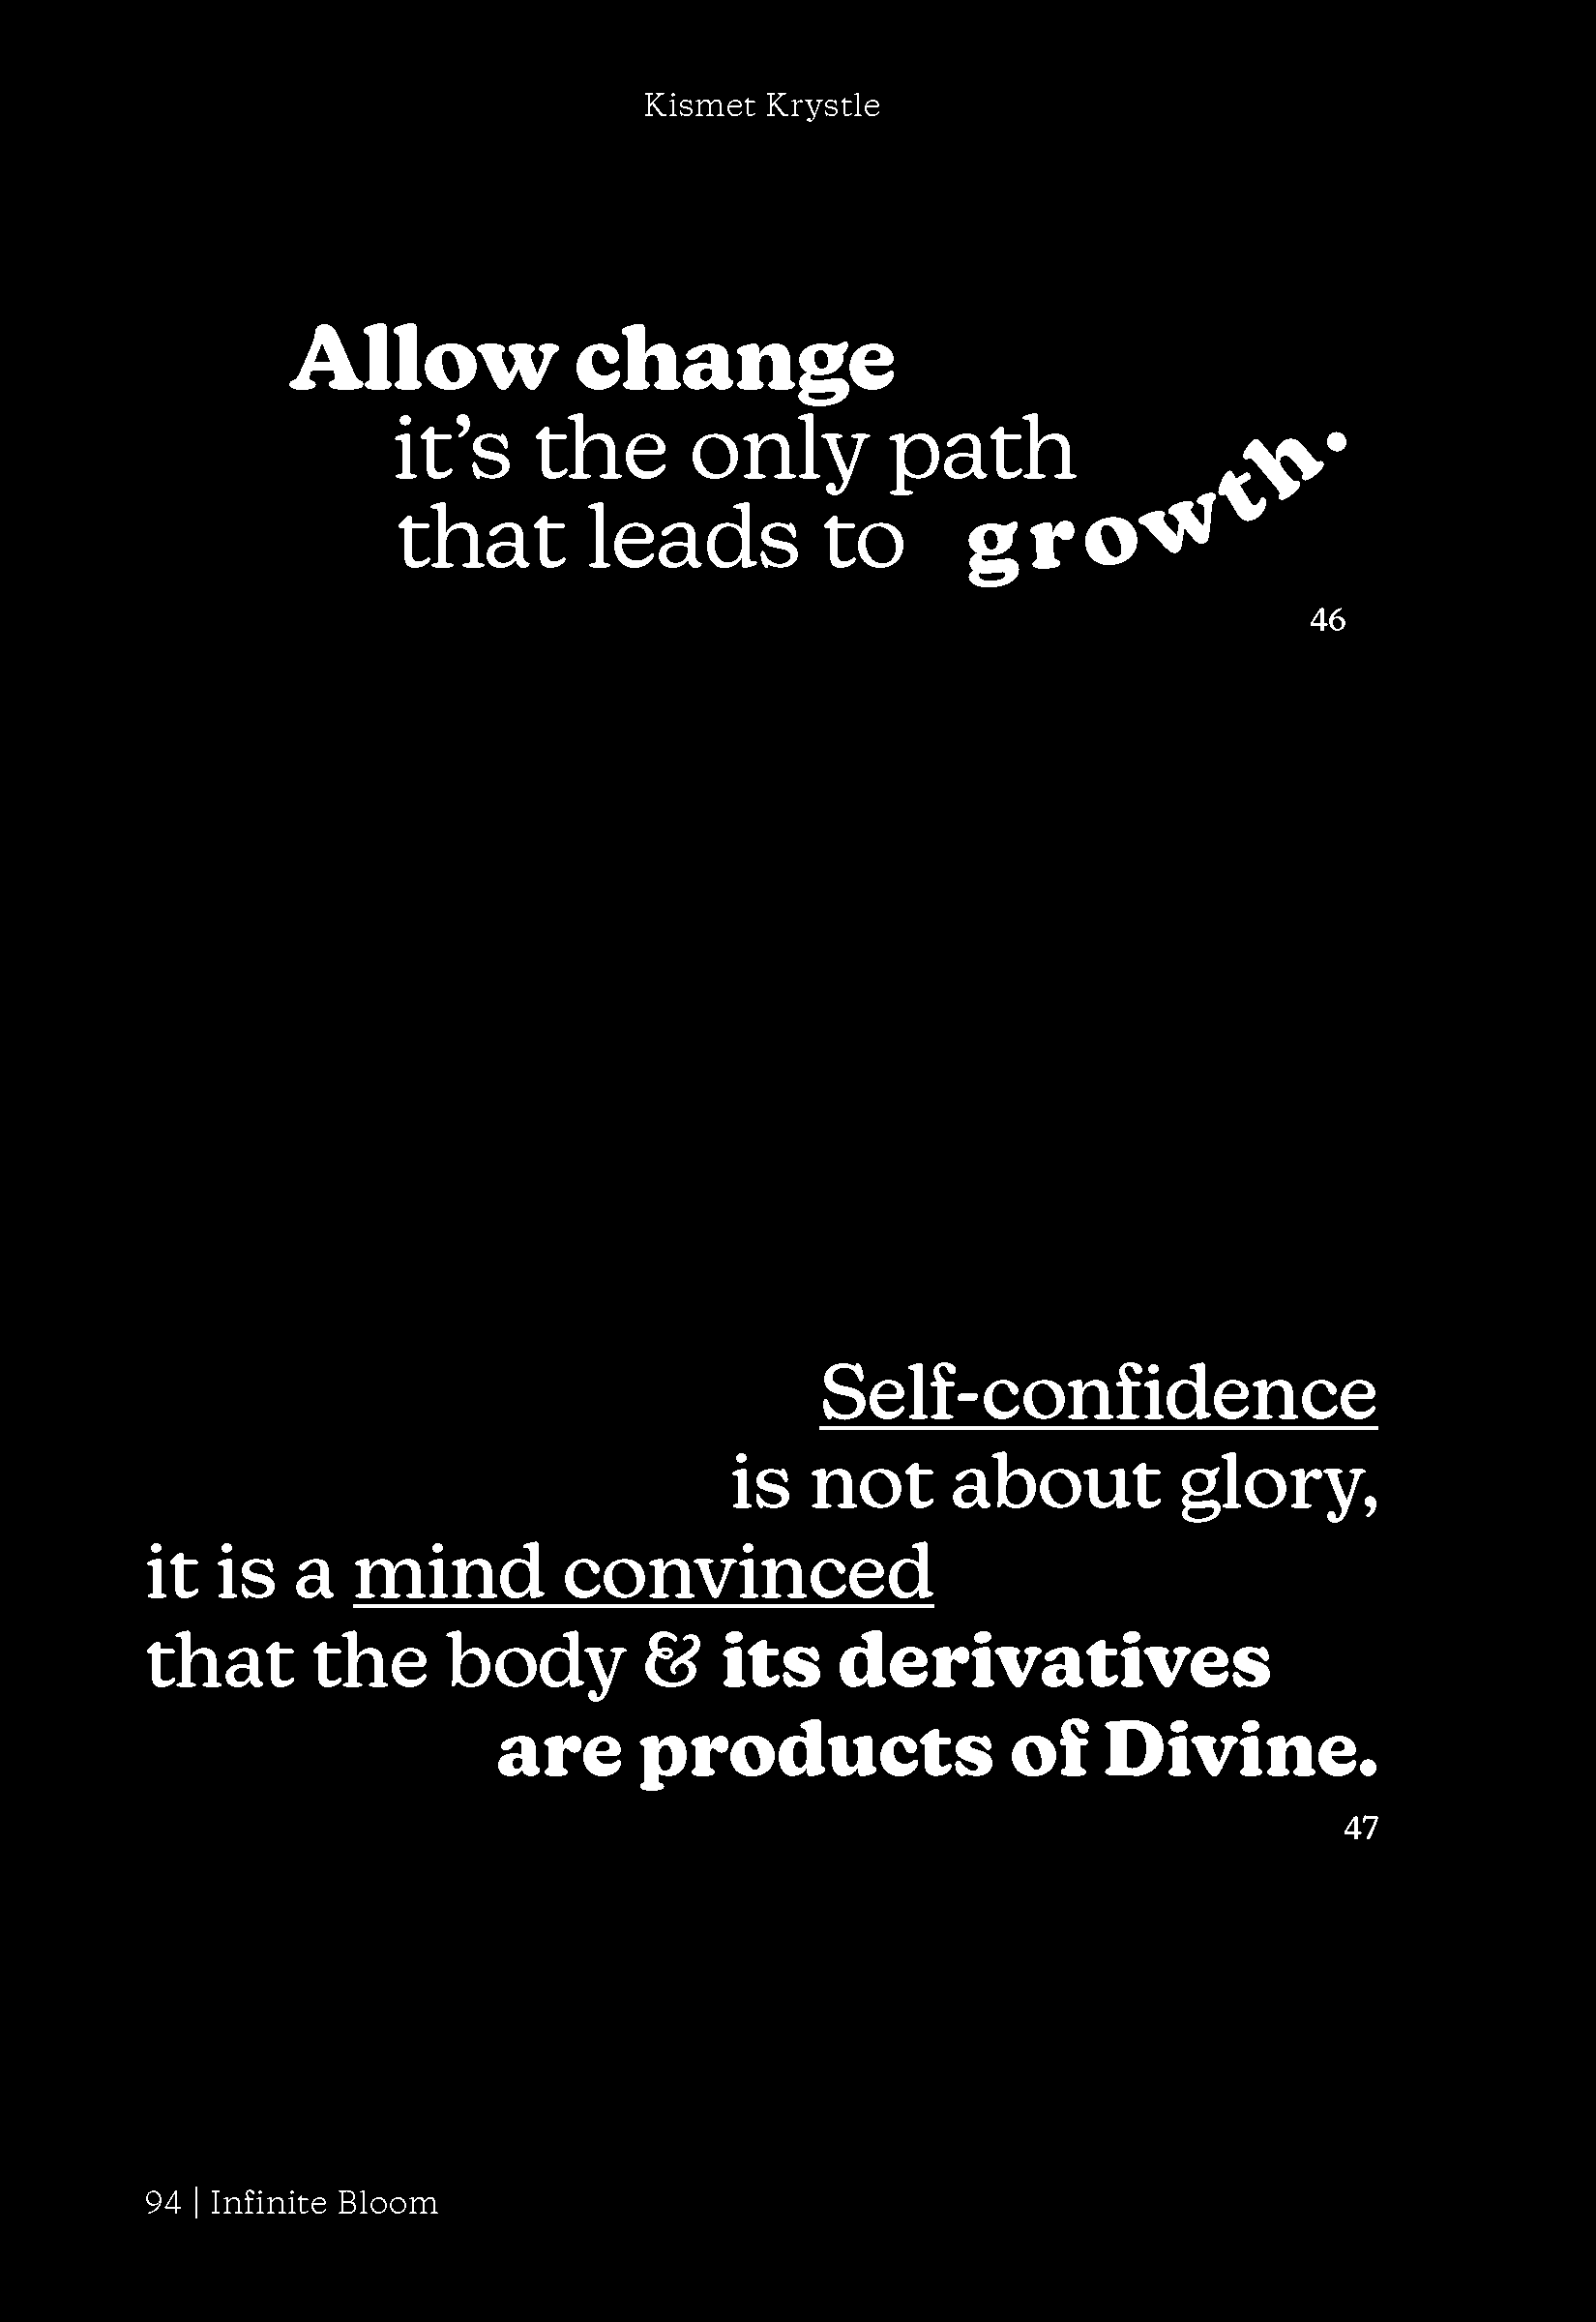 Kismet Krystle
Allow change
it’s the only path
that leads to growth.
46
Self-confidence
is not about glory,
it is a mind convinced
that the body & its derivatives
are products of Divine.
47
94 | Infinite Bloom